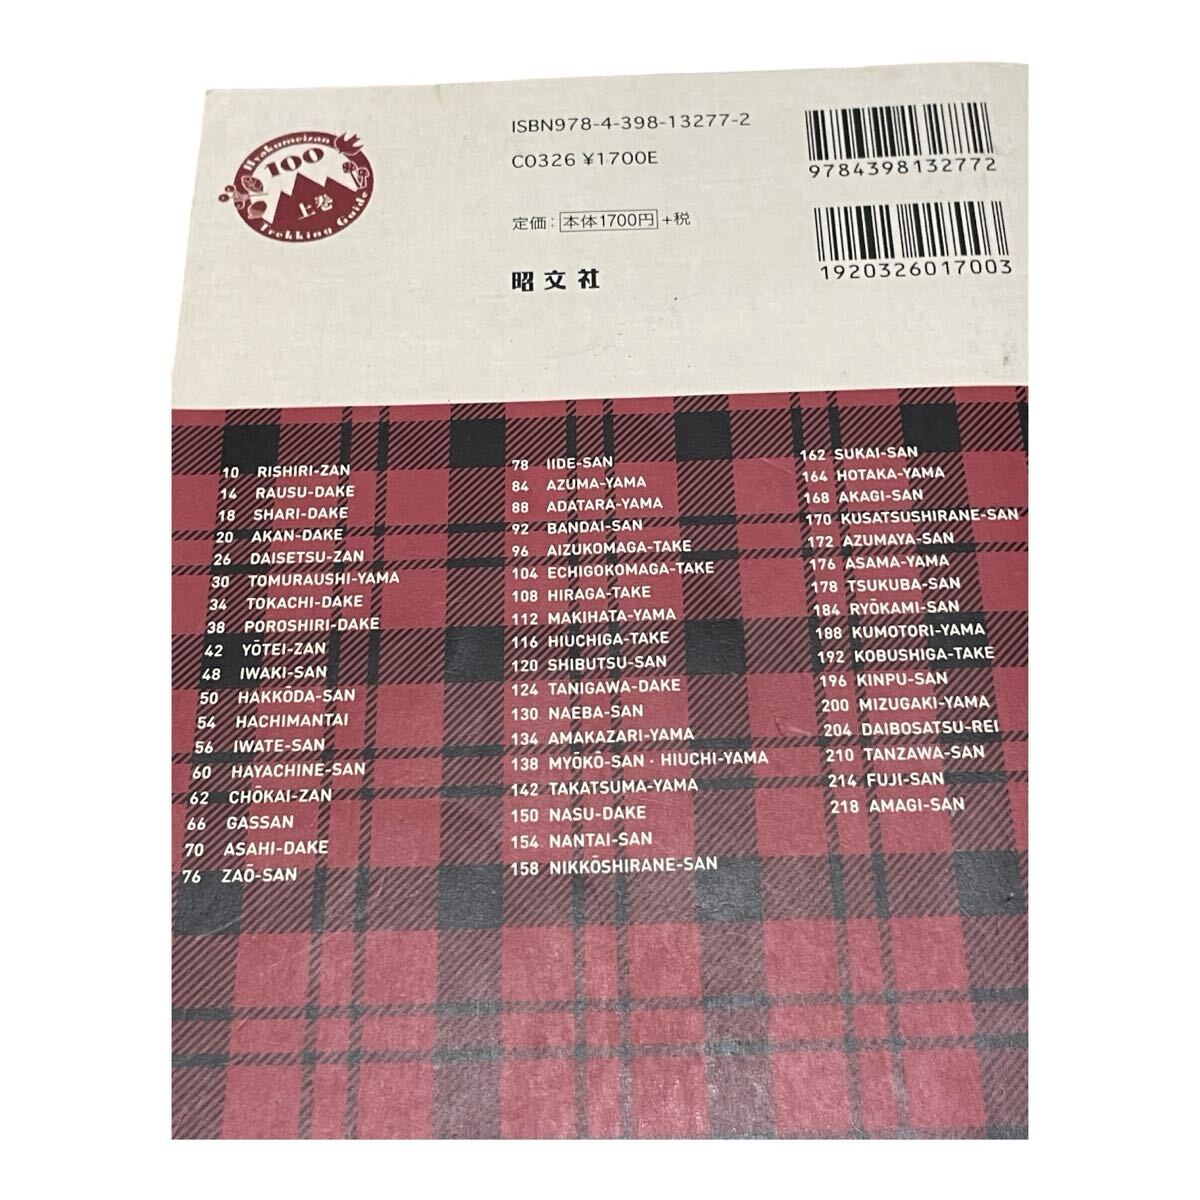 Hyakumeizan
100
上巻
Trekking Guide
ISBN978-4-398-13277-2
C0326 ¥1700E
定価：本体1700円+税
昭文社
9784398132772
1920326017003
10 RISHIRI-ZAN
14 RAUSU-DAKE
18 SHARI-DAKE
20 AKAN-DAKE
26 DAISETSU-ZAN
30 TOMURAUSHI-YAMA
34 TOKACHI-DAKE
38 POROSHIRI-DAKE
42 YŌTEI-ZAN
48 IWAKI-SAN
50 HAKKŌDA-SAN
54 HACHIMANTAI
56 IWATE-SAN
60 HAYACHINE-SAN
62 CHŌKAI-ZAN
66 GASSAN
70 ASAHI-DAKE
76 ZAŌ-SAN
78 IIDE-SAN
84 AZUMA-YAMA
88 ADATARA-YAMA
92 BANDAI-SAN
96 AIZUKOMAGA-TAKE
104 ECHIGOKOMAGA-TAKE
108 HIRAGA-TAKE
112 MAKIHATA-YAMA
116 HIUCHIGA-TAKE
120 SHIBUTSU-SAN
124 TANIGAWA-DAKE
130 NAEBA-SAN
134 AMAKAZARI-YAMA
138 MYŌKŌ-SAN・HIUCHI-YAMA
142 TAKATSUMA-YAMA
150 NASU-DAKE
154 NANTAI-SAN
158 NIKKŌSHIRANE-SAN
162 SUKAI-SAN
164 HOTAKA-YAMA
168 AKAGI-SAN
170 KUSATSUSHIRANE-SAN
172 AZUMAYA-SAN
176 ASAMA-YAMA
178 TSUKUBA-SAN
184 RYŌKAMI-SAN
188 KUMOTORI-YAMA
192 KOBUSHIGA-TAKE
196 KINPU-SAN
200 MIZUGAKI-YAMA
204 DAIBOSATSU-REI
210 TANZAWA-SAN
214 FUJI-SAN
218 AMAGI-SAN